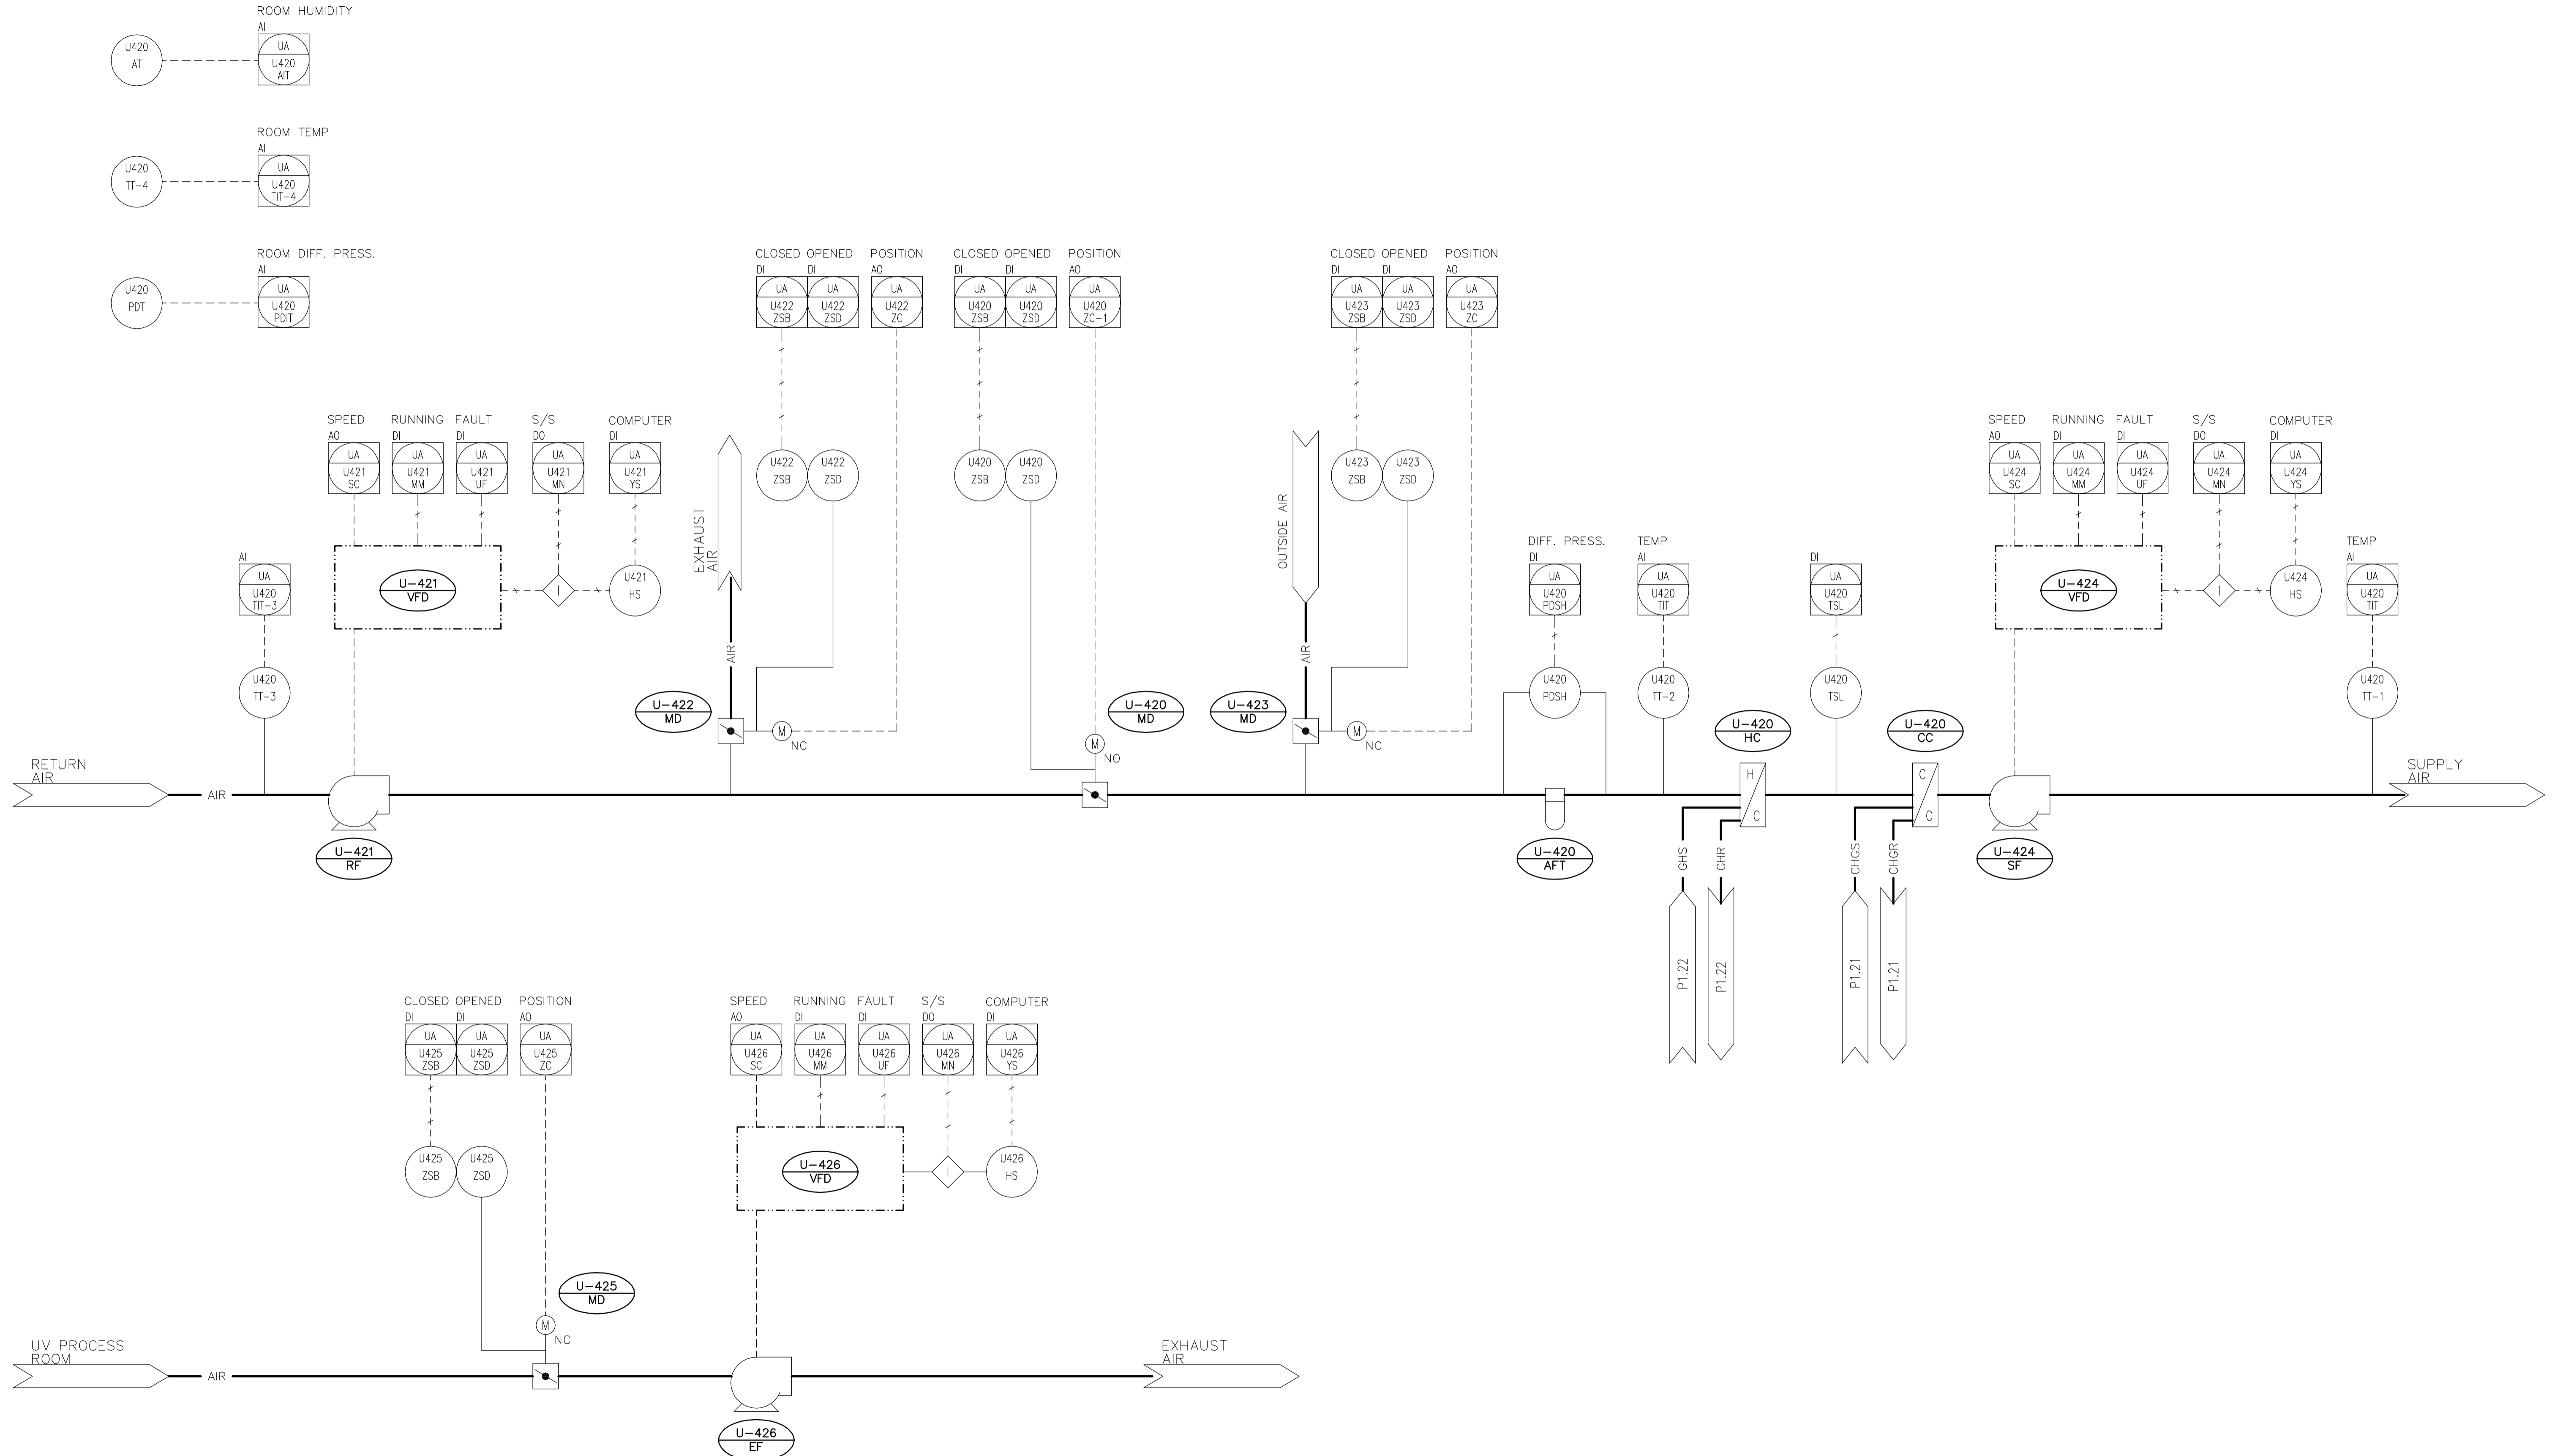 ROOM HUMIDITY
AI
U420
AT
UA
U420
AIT
ROOM TEMP
AI
U420
TT-4
UA
U420
TIT-4
ROOM DIFF. PRESS.
AI
U420
PDT
UA
U420
PDIT
CLOSED OPENED POSITION
DI DI AO
UA
U422
ZSB
UA
U422
ZSD
UA
U422
ZC
CLOSED OPENED POSITION
DI DI AO
UA
U420
ZSB
UA
U420
ZSD
UA
U420
ZC-1
CLOSED OPENED POSITION
DI DI AO
UA
U423
ZSB
UA
U423
ZSD
UA
U423
ZC
SPEED RUNNING FAULT S/S COMPUTER
AO DI DI DO DI
UA
U421
SC
UA
U421
MM
UA
U421
UF
UA
U421
MN
UA
U421
YS
U-421
VFD
I
U421
HS
AI
UA
U420
TIT-3
U420
TT-3
EXHAUST
AIR
AIR
U422
ZSB
U422
ZSD
U-422
MD
M
NC
U420
ZSB
U420
ZSD
U-420
MD
M
NO
OUTSIDE AIR
AIR
U423
ZSB
U423
ZSD
U-423
MD
M
NC
DIFF. PRESS.
DI
UA
U420
PDSH
U420
PDSH
TEMP
AI
UA
U420
TIT
U420
TT-2
DI
UA
U420
TSL
U420
TSL
SPEED RUNNING FAULT S/S COMPUTER
AO DI DI DO DI
UA
U424
SC
UA
U424
MM
UA
U424
UF
UA
U424
MN
UA
U424
YS
U-424
VFD
I
U424
HS
TEMP
AI
UA
U420
TIT
U420
TT-1
U-420
HC
U-420
CC
RETURN
AIR
AIR
U-421
RF
U-420
AFT
H
C
C
C
U-424
SF
SUPPLY
AIR
GHS
GHR
CHGS
CHGR
P1.22
P1.22
P1.21
P1.21
CLOSED OPENED POSITION
DI DI AO
UA
U425
ZSB
UA
U425
ZSD
UA
U425
ZC
U425
ZSB
U425
ZSD
U-425
MD
M
NC
SPEED RUNNING FAULT S/S COMPUTER
AO DI DI DO DI
UA
U426
SC
UA
U426
MM
UA
U426
UF
UA
U426
MN
UA
U426
YS
U-426
VFD
I
U426
HS
UV PROCESS
ROOM
AIR
EXHAUST
AIR
U-426
EF